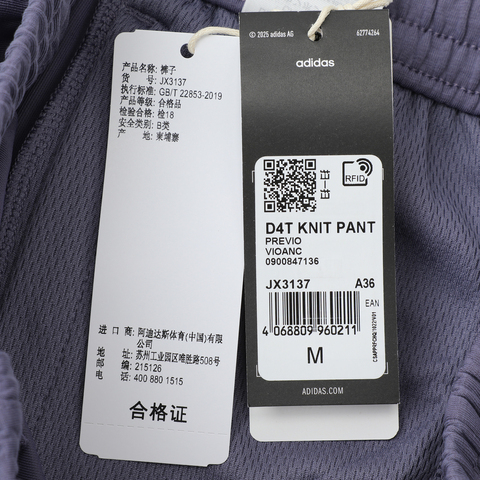 产品名称: 裤子
货 号: JX3137
执行标准: GB/T 22853-2019
产品等级: 合格品
检验合格: 检18
安全类别: B类
产 地: 柬埔寨
进 口 商: 阿迪达斯体育(中国)有限
公司
地 址: 苏州工业园区唯胜路508号
邮 编: 215126
电 话: 400 880 1515
合格证
© 2025 adidas AG
62774264
adidas
RFID
D4T KNIT PANT
PREVIO
VIOANC
0900847136
JX3137 A36
EAN
4 068809 960211
M
ADIDAS.COM